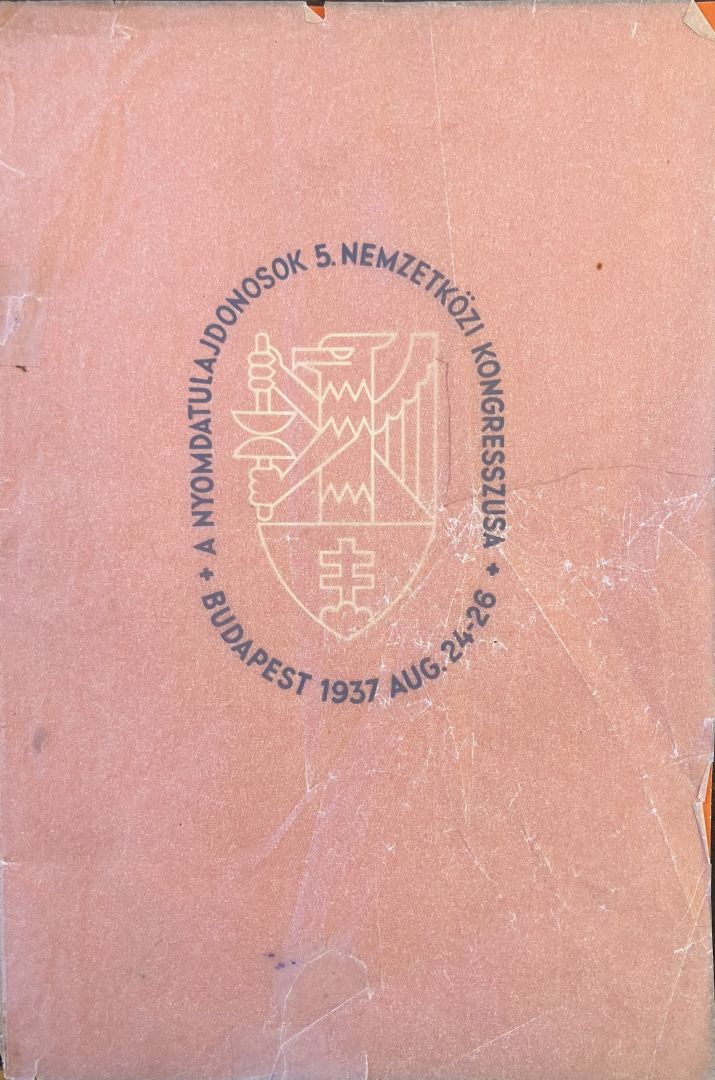 A NYOMDATULAJDONOSOK 5. NEMZETKÖZI KONGRESSZUSA
BUDAPEST 1937 AUG. 24-26